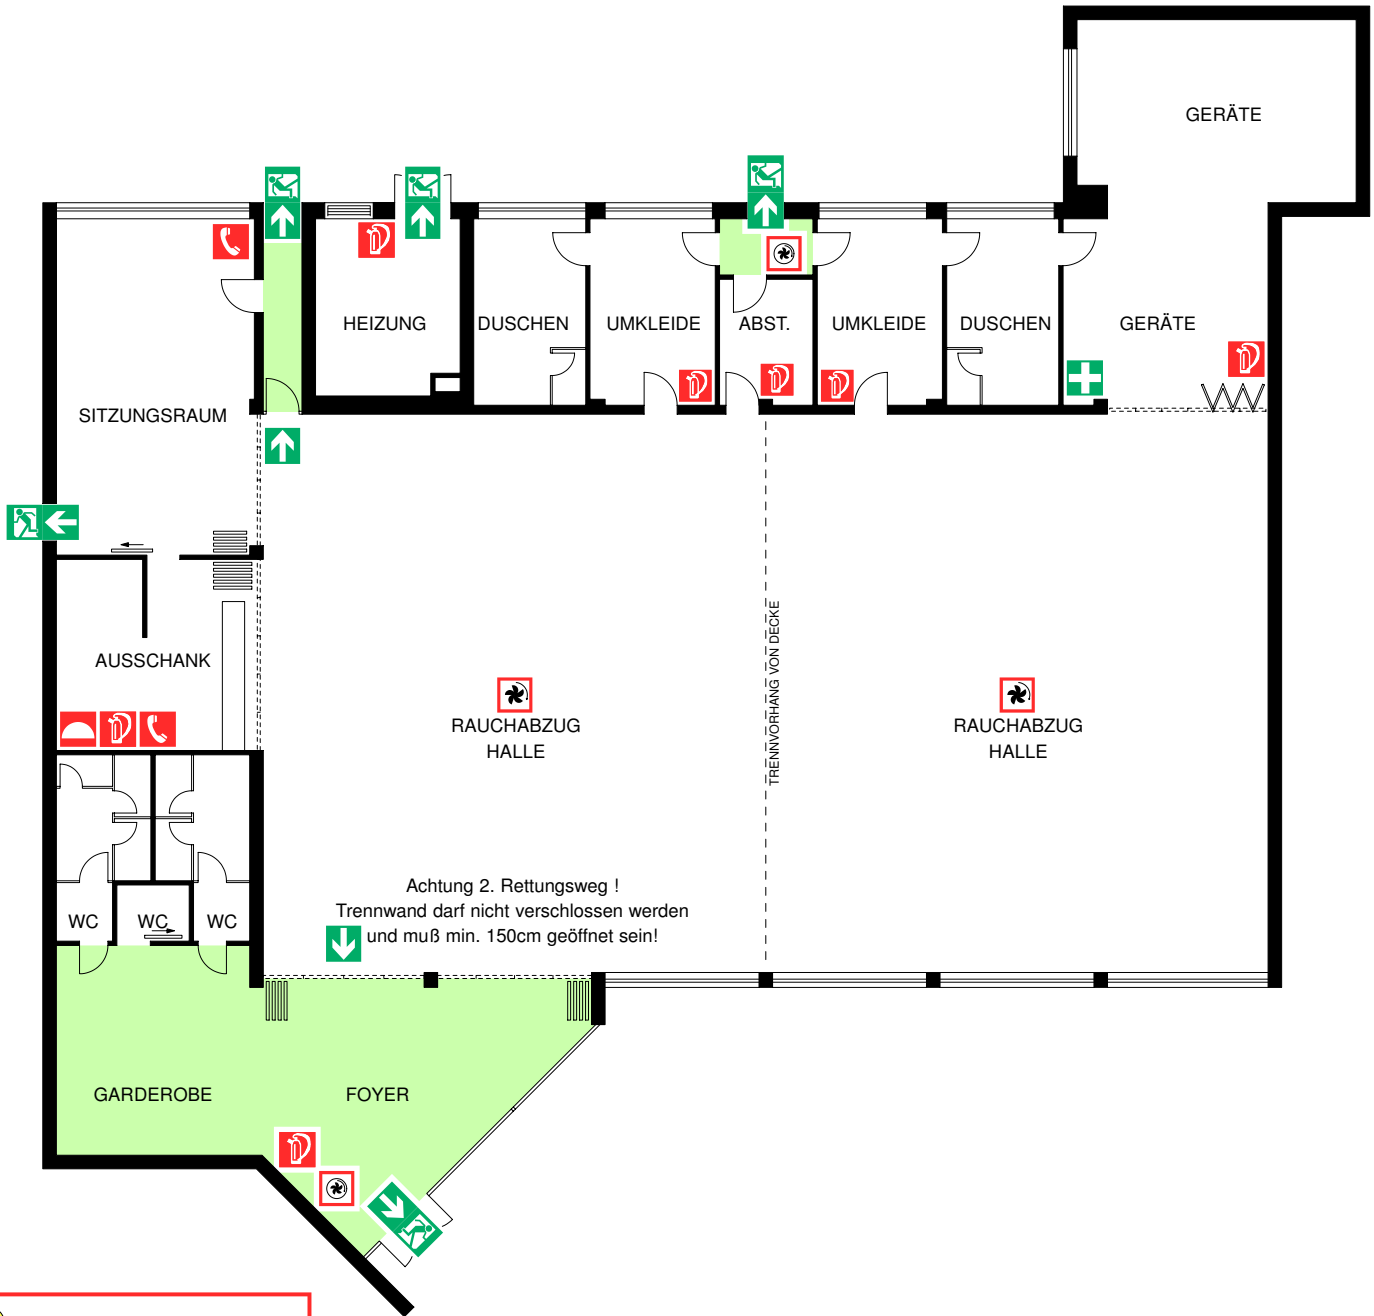 GERÄTE
HEIZUNG
DUSCHEN
UMKLEIDE
ABST.
UMKLEIDE
DUSCHEN
GERÄTE
SITZUNGSRAUM
AUSSCHANK
TRENNVORHANG VON DECKE
RAUCHABZUG
HALLE
RAUCHABZUG
HALLE
Achtung 2. Rettungsweg !
Trennwand darf nicht verschlossen werden
und muß min. 150cm geöffnet sein!
WC
WC
WC
GARDEROBE
FOYER